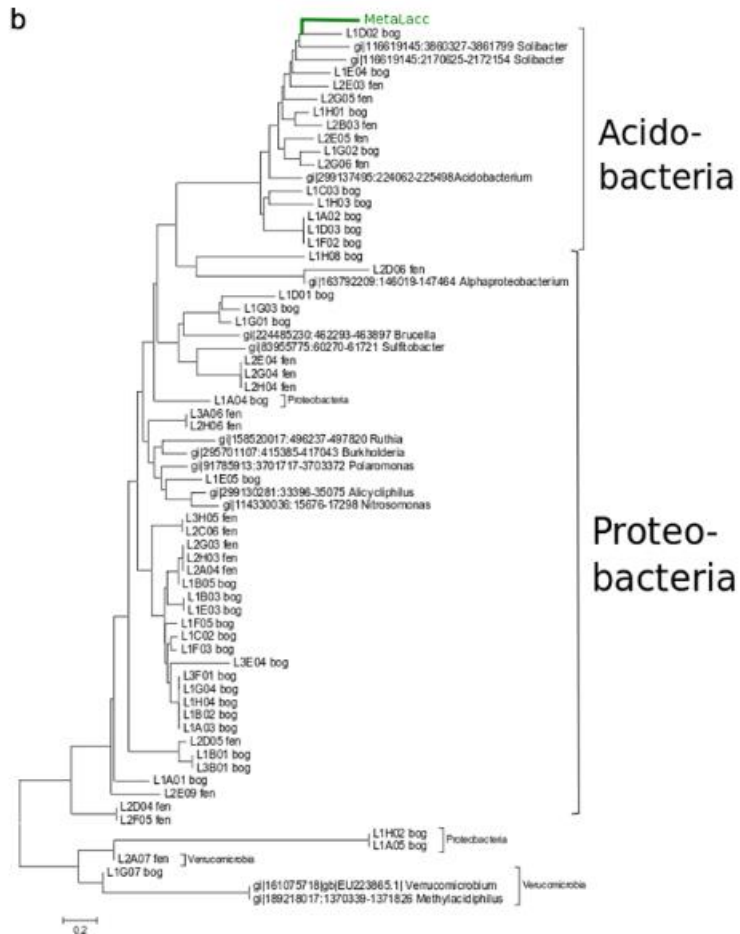 b
MetaLacc
L1D02 bog
gi|116619145:3860327-3861799 Solibacter
gi|116619145:2170625-2172154 Solibacter
L1E04 bog
L2E03 fen
L2G05 fen
L1H01 bog
L2B03 fen
L2E05 fen
L1G02 bog
L2G06 fen
gi|299137495:224062-225498Acidobacterium
L1C03 bog
L1H03 bog
L1A02 bog
L1D03 bog
L1F02 bog
Acido-
bacteria
L1H08 bog
L2D06 fen
gi|163792209:146019-147464 Alphaproteobacterium
L1D01 bog
L1G03 bog
L1G01 bog
gi|224485230:462293-463897 Brucella
gi|83955775:60270-61721 Sulfitobacter
L2E04 fen
L2G04 fen
L2H04 fen
L1A04 bog Proteobacteria
L3A06 fen
L2H06 fen
gi|158520017:496237-497820 Ruthia
gi|295701107:415385-417043 Burkholderia
gi|91785913:3701717-3703372 Polaromonas
L1E05 bog
gi|299130281:33396-35075 Alicycliphilus
gi|114330036:15676-17298 Nitrosomonas
L3H05 fen
L2C06 fen
L2G03 fen
L2H03 fen
L2A04 fen
L1B05 bog
L1B03 bog
L1E03 bog
L1F05 bog
L1C02 bog
L1F03 bog
L3E04 bog
L3F01 bog
L1G04 bog
L1H04 bog
L1B02 bog
L1A03 bog
L2D05 fen
L1B01 bog
L3B01 bog
L1A01 bog
L2E09 fen
L2D04 fen
L2F05 fen
Proteo-
bacteria
L1H02 bog
L1A05 bog
Proteobacteria
L2A07 fen Verrucomicrobia
L1G07 bog
gi|161075718|gb|EU223865.1| Verrucomicrobium
gi|189218017:1370339-1371826 Methylacidiphilus
Verucomicrobia
0.2